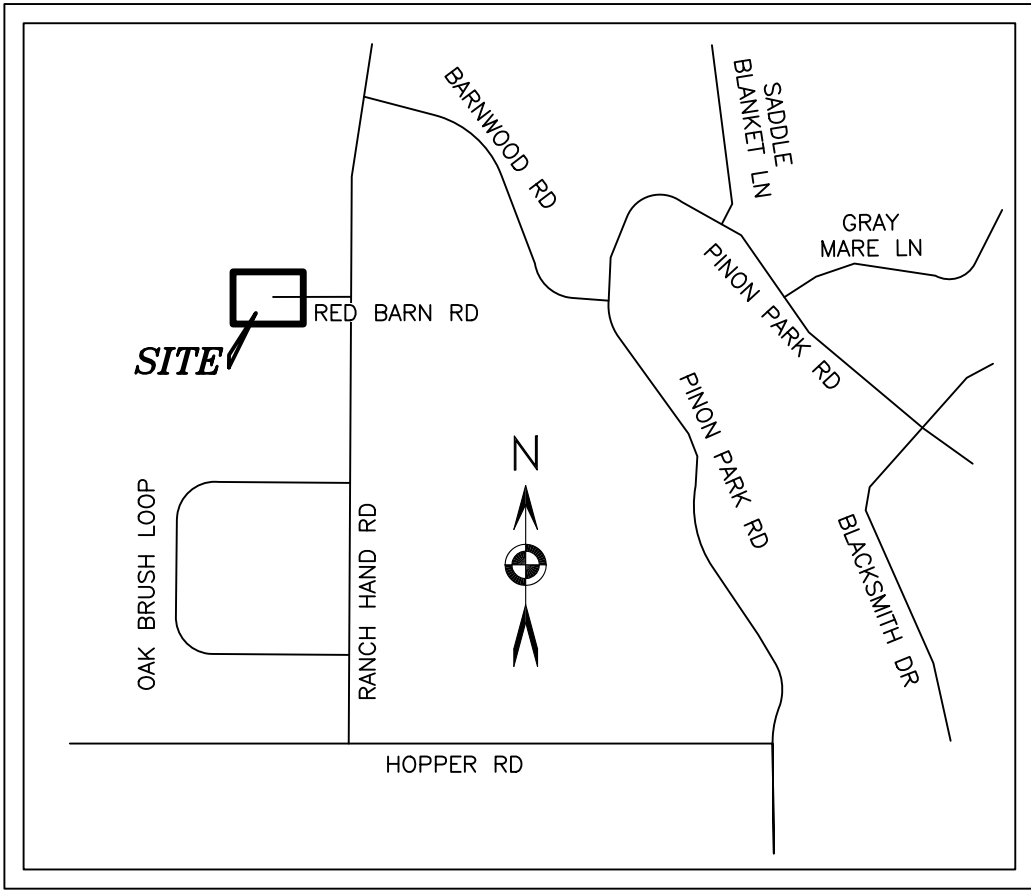 BARNWOOD RD
SADDLE
BLANKET LN
GRAY
MARE LN
PINON PARK RD
RED BARN RD
SITE
PINON PARK RD
N
OAK BRUSH LOOP
RANCH HAND RD
BLACKSMITH DR
HOPPER RD